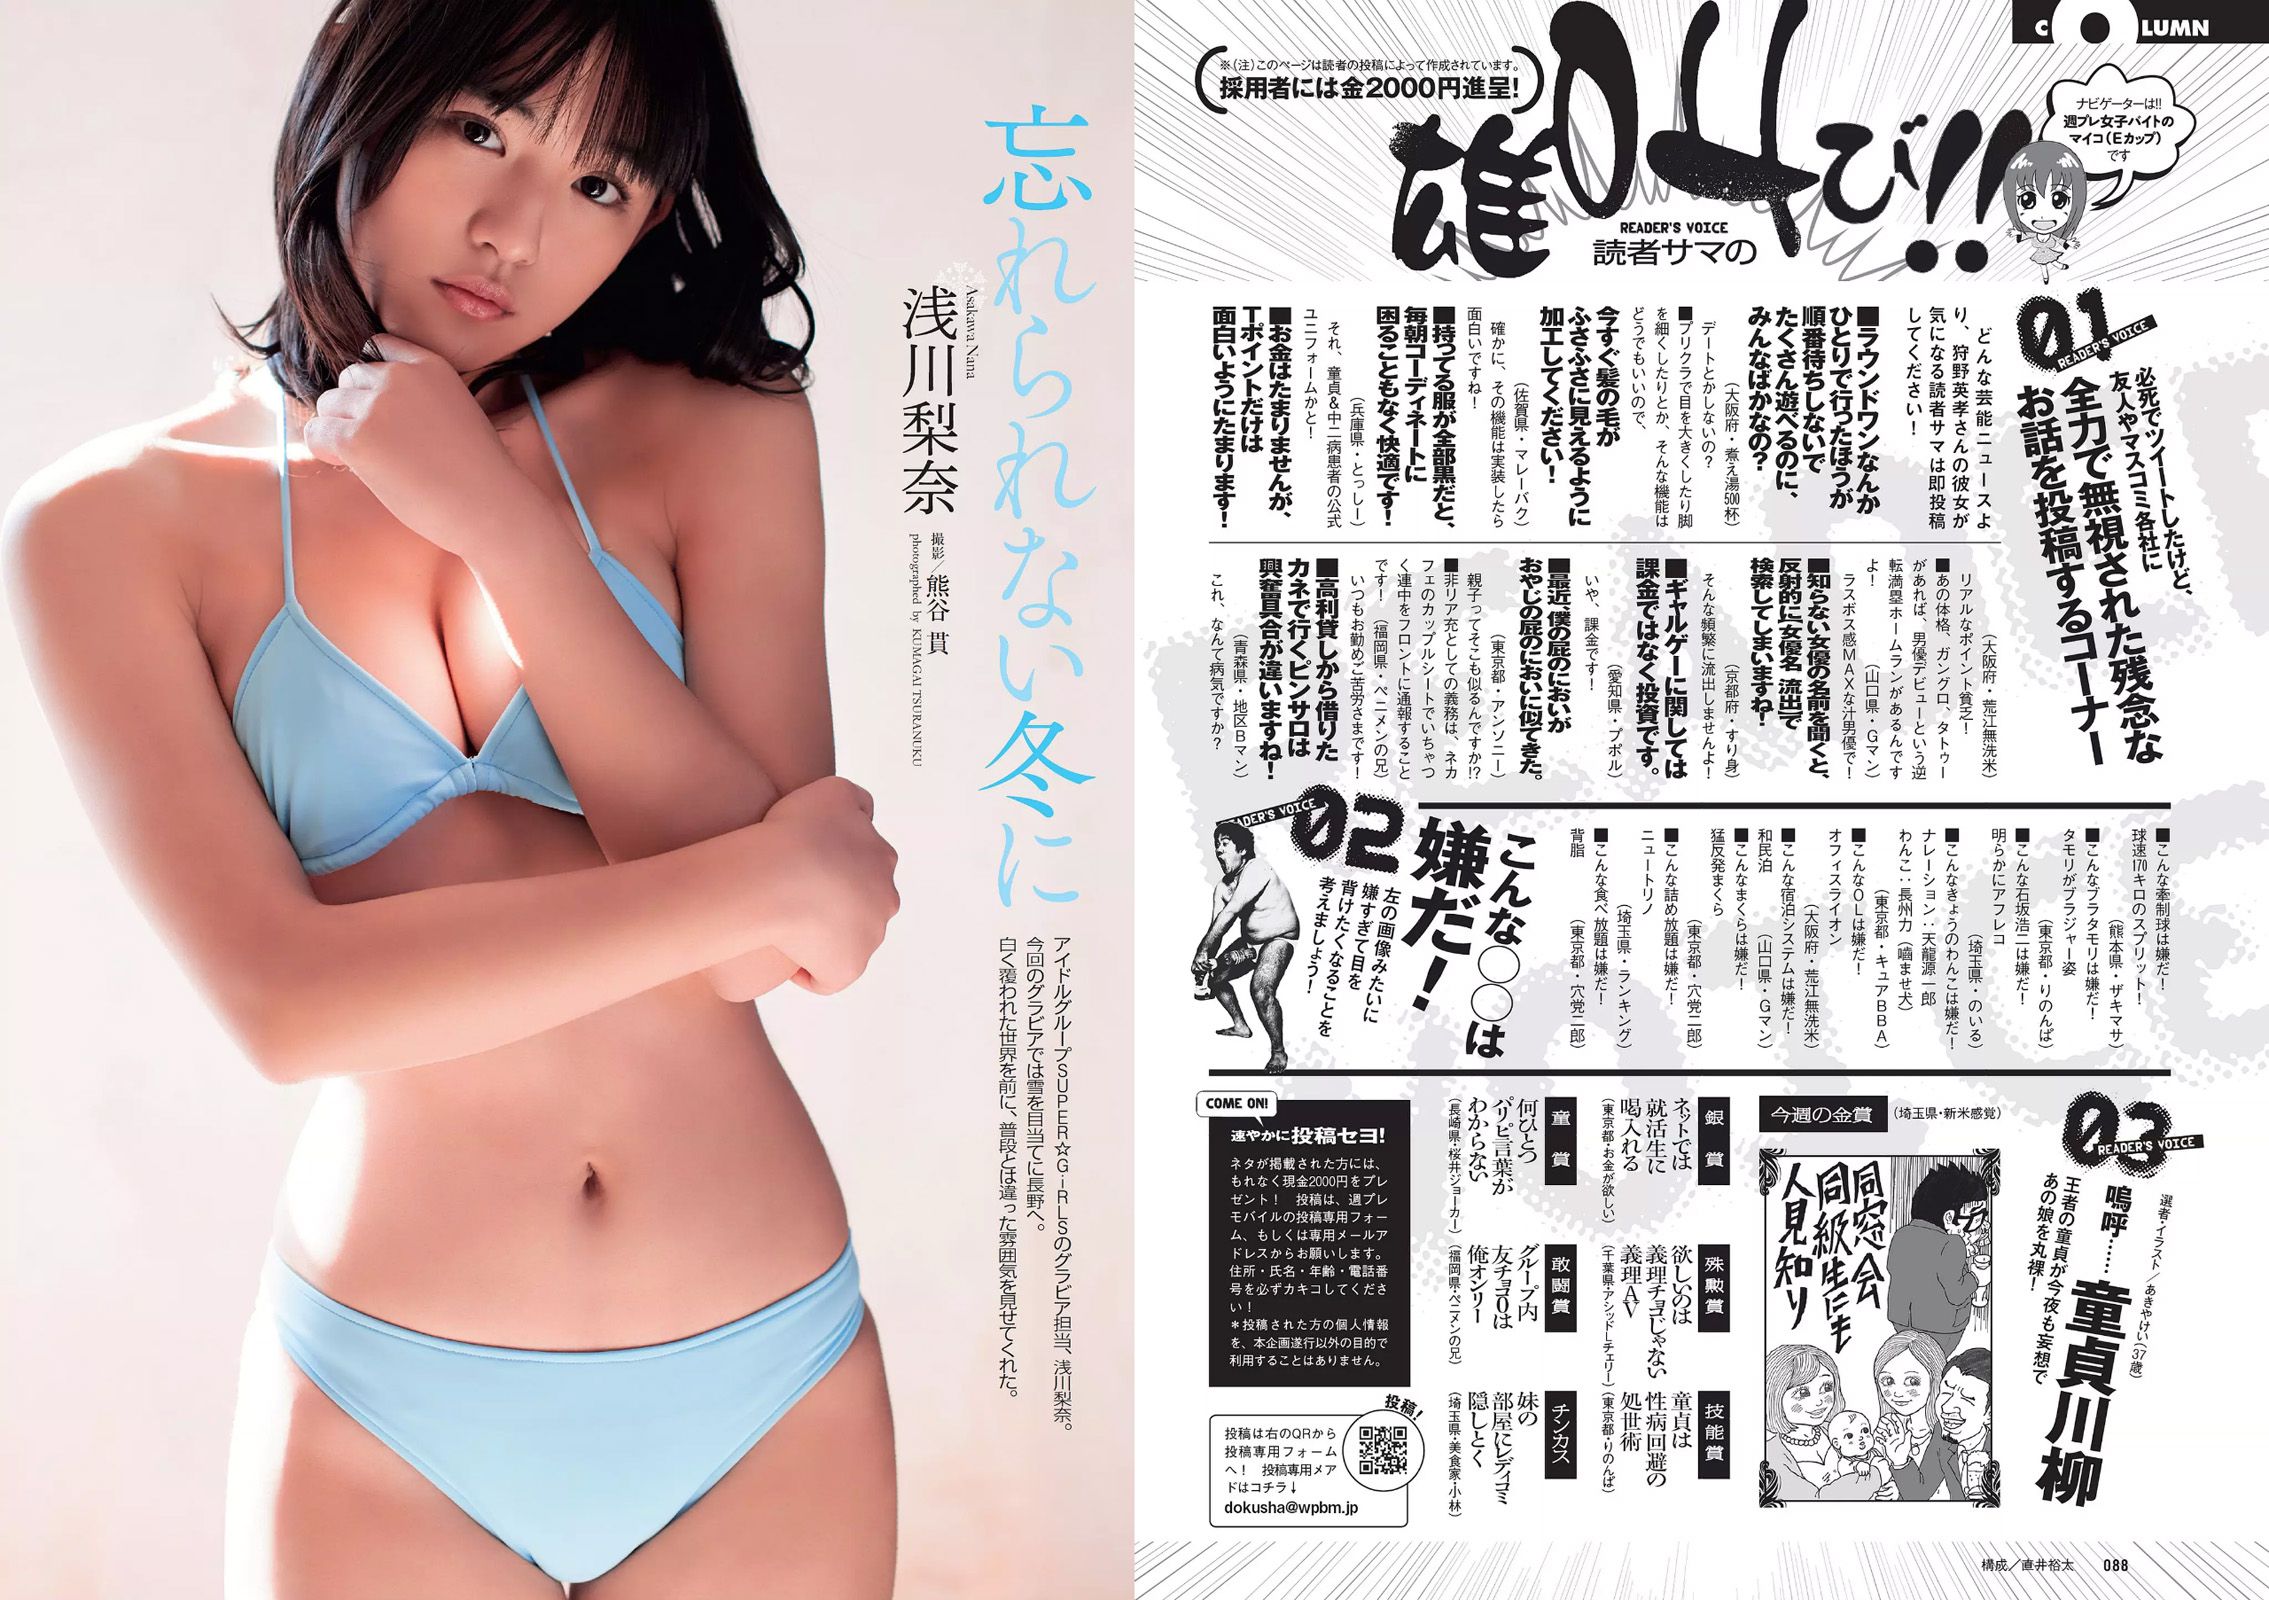 忘れられない冬に
浅川梨奈
Asakawa Nana
撮影／熊谷 貫
photographed by KUMAGAI TSURANUKU
アイドルグループSUPER☆GiRLSのグラビア担当、浅川梨奈。
今回のグラビアでは雪を目当てに長野へ。
白く覆われた世界を前に、普段とは違った雰囲気を見せてくれた。
COLUMN
※（注）このページは読者の投稿によって作成されています。
採用者には金2000円進呈！
READER'S VOICE
読者サマの
雄叫び!!
ナビゲーターは!!
週プレ女子バイトの
マイコ（Eカップ）
です
01
READER'S VOICE
必死でツイートしたけど、
友人やマスコミ各社に
全力で無視された残念な
お話を投稿するコーナー
どんな芸能ニュースよ
り、狩野英孝さんの彼女が
気になる読者サマは即投稿
してください！
■ラウンドワンなんか
ひとりで行ったほうが
順番待ちしないで
たくさん遊べるのに、
みんなばかなの？
（大阪府・煮え湯500杯）
デートとかしないの？
■プリクラで目を大きくしたり脚
を細くしたりとか、そんな機能は
どうでもいいので、
今すぐ髪の毛が
ふさふさに見えるように
加工してください！
（佐賀県・マレーバク）
確かに、その機能は実装したら
面白いですね！
■持ってる服が全部黒だと、
毎朝コーディネートに
困ることもなく快適です！
（兵庫県・とっしー）
それ、童貞&中二病患者の公式
ユニフォームかと！
■お金はたまりませんが、
Tポイントだけは
面白いようにたまります！
（大阪府・荒江無洗米）
リアルなポイント貧乏！
■あの体格、ガングロ、タトゥー
があれば、男優デビューという逆
転満塁ホームランがあるんです
よ！
（山口県・Gマン）
ラスボス感MAXな汁男優で！
■知らない女優の名前を聞くと、
反射的に「女優名 流出」で
検索してしまいますね！
（京都府・すり身）
そんな頻繁に流出しませんよ！
■ギャルゲーに関しては
課金ではなく投資です。
（愛知県・プポル）
いや、課金です！
■最近、僕の屁のにおいが
おやじの屁のにおいに似てきた。
（東京都・アンソニー）
親子ってそこも似るんですか!?
■非リア充としての義務は、ネカ
フェのカップルシートでいちゃつ
く連中をフロントに通報すること
です！
（福岡県・ペニメンの兄）
いつもお勤めご苦労さまです！
■高利貸しから借りた
カネで行くピンサロは
興奮具合が違いますね！
（青森県・地区Bマン）
これ、なんて病気ですか？
READER'S VOICE
02
こんな○○は
嫌だ！
左の画像みたいに
嫌すぎて目を
背けたくなることを
考えましょう！
■こんな牽制球は嫌だ！
球速170キロのスプリット！
（熊本県・ザキマサ）
■こんなブラタモリは嫌だ！
タモリがブラジャー姿
（東京都・りのんぱ）
■こんな石坂浩二は嫌だ！
明らかにアフレコ
（埼玉県・のいる）
■こんなきょうのわんこは嫌だ！
ナレーション：天龍源一郎
わんこ：長州力（噛ませ犬）
（東京都・キュアBBA）
■こんなOLは嫌だ！
オフィスライオン
（大阪府・荒江無洗米）
■こんな宿泊システムは嫌だ！
和民泊
（山口県・Gマン）
■こんなまくらは嫌だ！
猛反発まくら
（東京都・穴党二郎）
■こんな詰め放題は嫌だ！
ニュートリノ
（埼玉県・ランキング）
■こんな食べ放題は嫌だ！
背脂
（東京都・穴党二郎）
03
READER'S VOICE
選者・イラスト／あきやけい（37歳）
嗚呼……童貞川柳
王者の童貞が今夜も妄想で
あの娘を丸裸！
今週の金賞
（埼玉県・新米感覚）
同窓会
同級生にも
人見知り
銀賞
ネットでは
就活生に
喝入れる
（東京都・お金が欲しい）
殊勲賞
欲しいのは
義理チョコじゃない
義理AV
（千葉県・アシッドLチェリー）
技能賞
童貞は
性病回避の
処世術
（東京都・りのんぱ）
童賞
何ひとつ
パリピ言葉が
わからない
（長崎県・桜井ジョーカー）
敢闘賞
グループ内
友チョコ0は
俺オンリー
（福岡県・ペニメンの兄）
チンカス
妹の
部屋にレディコミ
隠しとく
（埼玉県・美食家・小林）
COME ON!
速やかに投稿セヨ！
ネタが掲載された方には、
もれなく現金2000円をプレ
ゼント！　投稿は、週プレ
モバイルの投稿専用フォー
ム、もしくは専用メールア
ドレスからお願いします。
住所・氏名・年齢・電話番
号を必ずカキコしてくださ
い！
＊投稿された方の個人情報
を、本企画遂行以外の目的で
利用することはありません。
投稿！
投稿は右のQRから
投稿専用フォーム
へ！　投稿専用メア
ドはコチラ↓
dokusha@wpbm.jp
構成／直井裕太
088